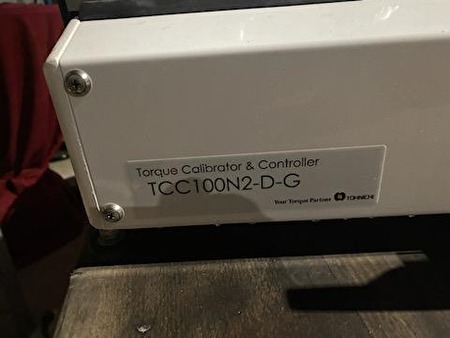 Torque Calibrator & Controller
TCC100N2-D-G
Your Torque Partner TOHNICHI